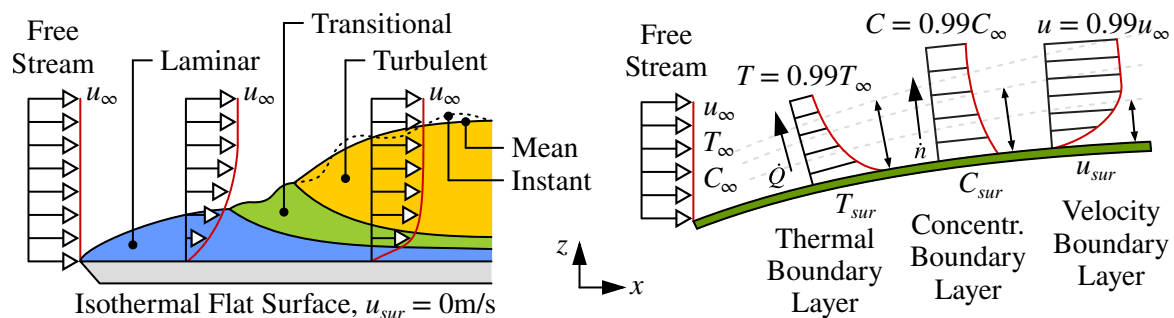 Free
Stream
Transitional
Laminar
Turbulent
u∞
u∞
u∞
Mean
Instant
Isothermal Flat Surface, u_sur = 0m/s
z
x
Free
Stream
C = 0.99C∞
u = 0.99u∞
T = 0.99T∞
u∞
T∞
C∞
Q̇
ṅ
T_sur
C_sur
u_sur
Thermal
Boundary
Layer
Concentr.
Boundary
Layer
Velocity
Boundary
Layer